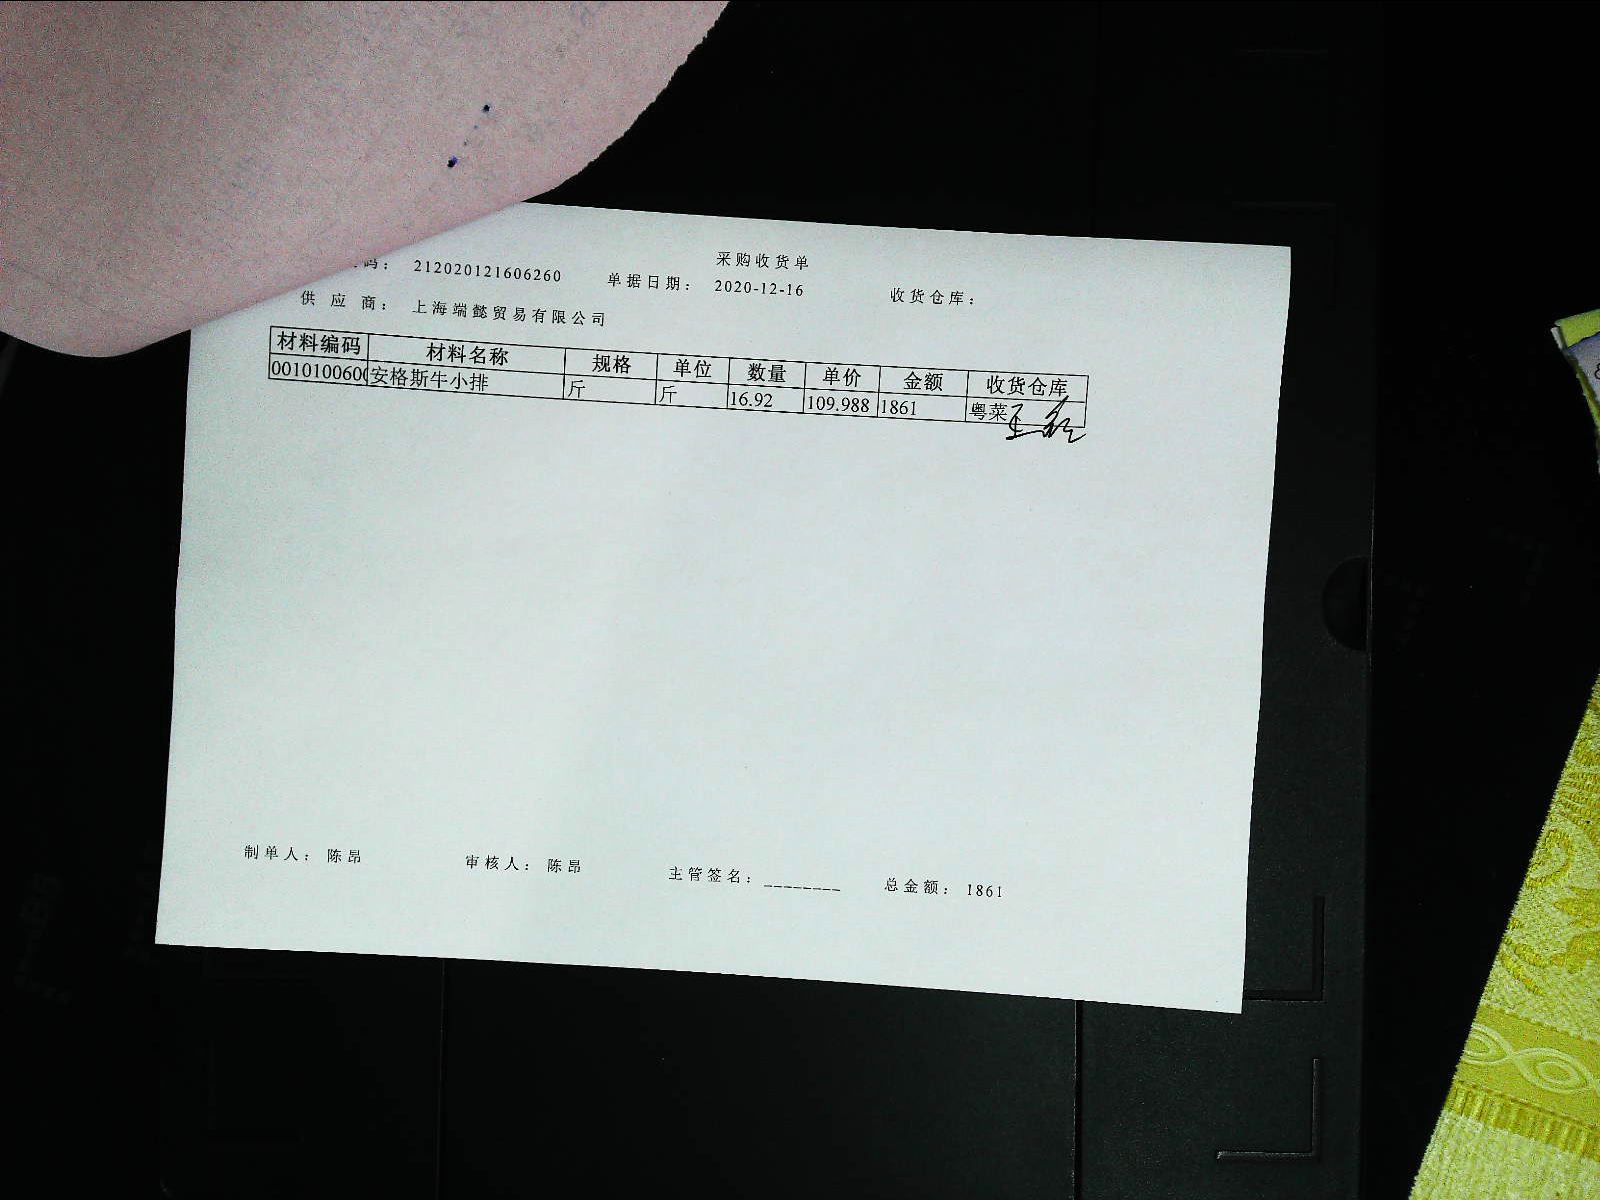 采购收货单
码: 212020121606260 单据日期: 2020-12-16 收货仓库:
供应商: 上海端懿贸易有限公司
材料编码 材料名称 规格 单位 数量 单价 金额 收货仓库
0010100600 安格斯牛小排 斤 斤 16.92 109.988 1861 粤菜
制单人: 陈昂 审核人: 陈昂 主管签名: ________ 总金额: 1861